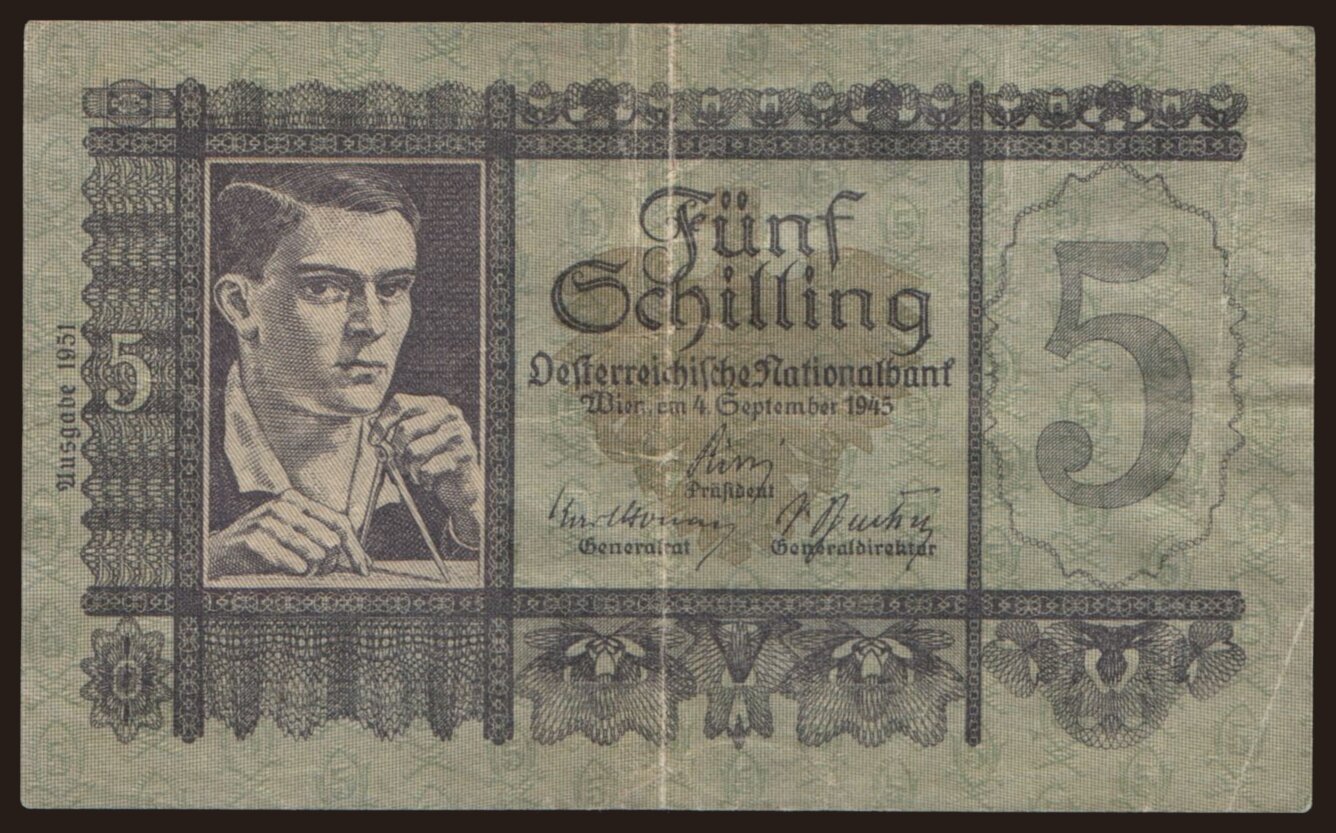 Ausgabe 1951
5
Fünf
Schilling
Oesterreichische Nationalbank
Wien, am 4. September 1945
Präsident
Generalrat
Generaldirektor
5